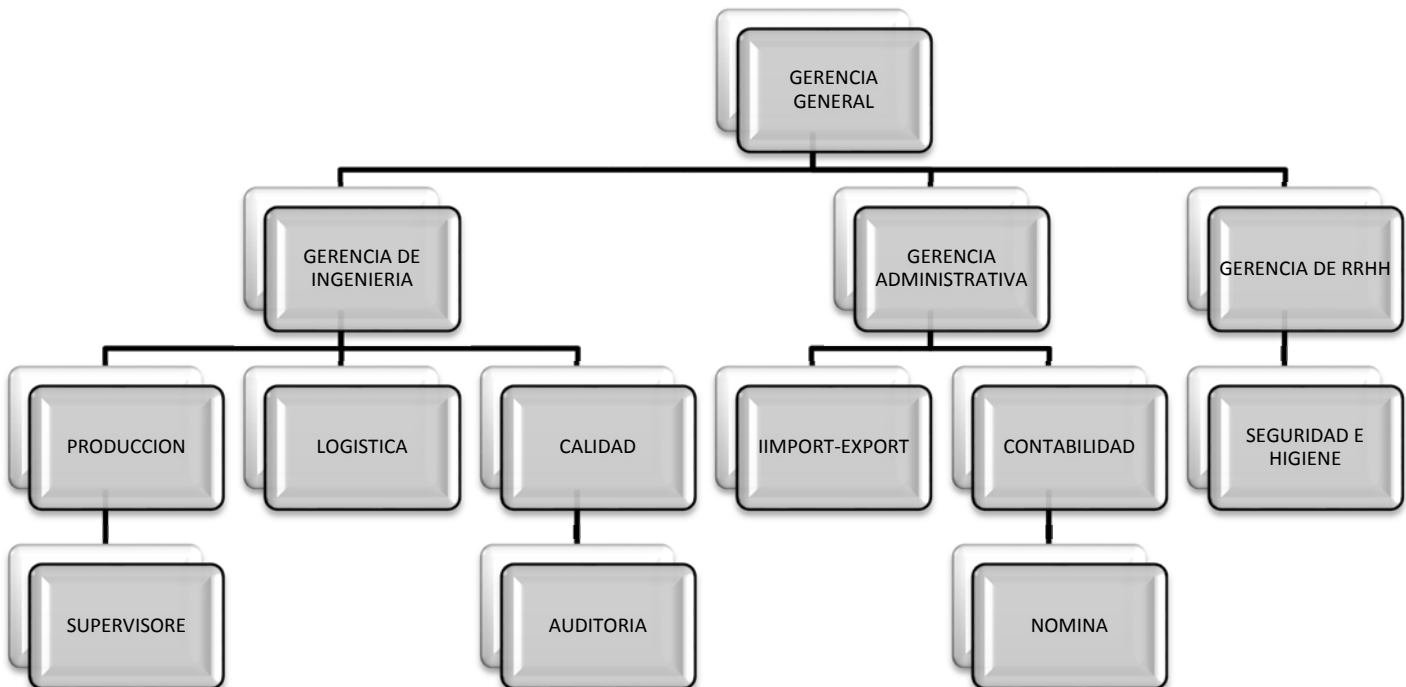 GERENCIA
GENERAL
GERENCIA DE
INGENIERIA
GERENCIA
ADMINISTRATIVA
GERENCIA DE RRHH
PRODUCCION
LOGISTICA
CALIDAD
IIMPORT-EXPORT
CONTABILIDAD
SEGURIDAD E
HIGIENE
SUPERVISORE
AUDITORIA
NOMINA